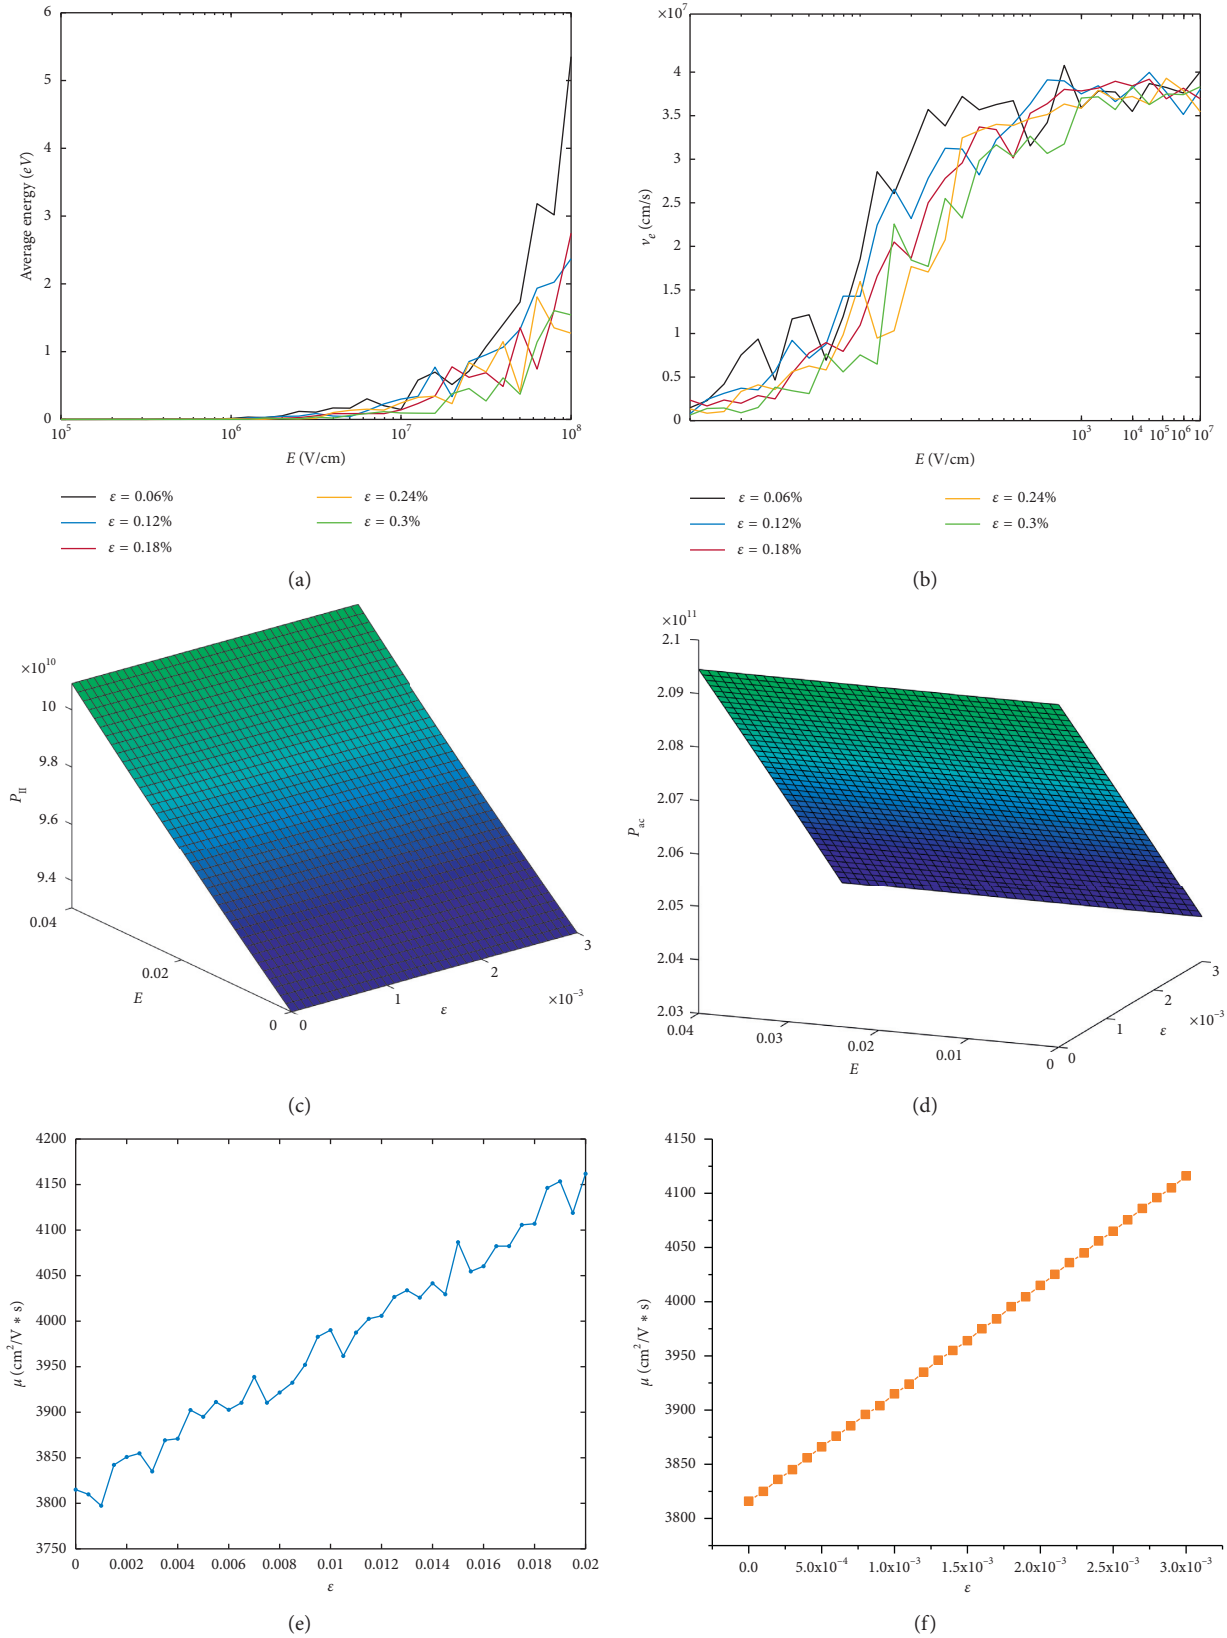 6
5
4
3
2
1
0
Average energy (eV)
10^5 10^6 10^7 10^8
E (V/cm)
ε = 0.06%
ε = 0.12%
ε = 0.18%
ε = 0.24%
ε = 0.3%
(a)
×10^7
4
3.5
3
2.5
2
1.5
1
0.5
0
v_e (cm/s)
10^3 10^4 10^5 10^6 10^7
E (V/cm)
ε = 0.06%
ε = 0.12%
ε = 0.18%
ε = 0.24%
ε = 0.3%
(b)
×10^10
10
9.8
9.6
9.4
P_II
0.04
0.02
0
E
0
1
2
3
×10^−3
ε
(c)
×10^11
2.1
2.09
2.08
2.07
2.06
2.05
2.04
2.03
P_ac
0.04
0.03
0.02
0.01
0
E
0
1
2
3
×10^−3
ε
(d)
4200
4150
4100
4050
4000
3950
3900
3850
3800
3750
μ (cm^2/V * s)
0 0.002 0.004 0.006 0.008 0.01 0.012 0.014 0.016 0.018 0.02
ε
(e)
4150
4100
4050
4000
3950
3900
3850
3800
μ (cm^2/V * s)
0.0 5.0x10^−4 1.0x10^−3 1.5x10^−3 2.0x10^−3 2.5x10^−3 3.0x10^−3
ε
(f)